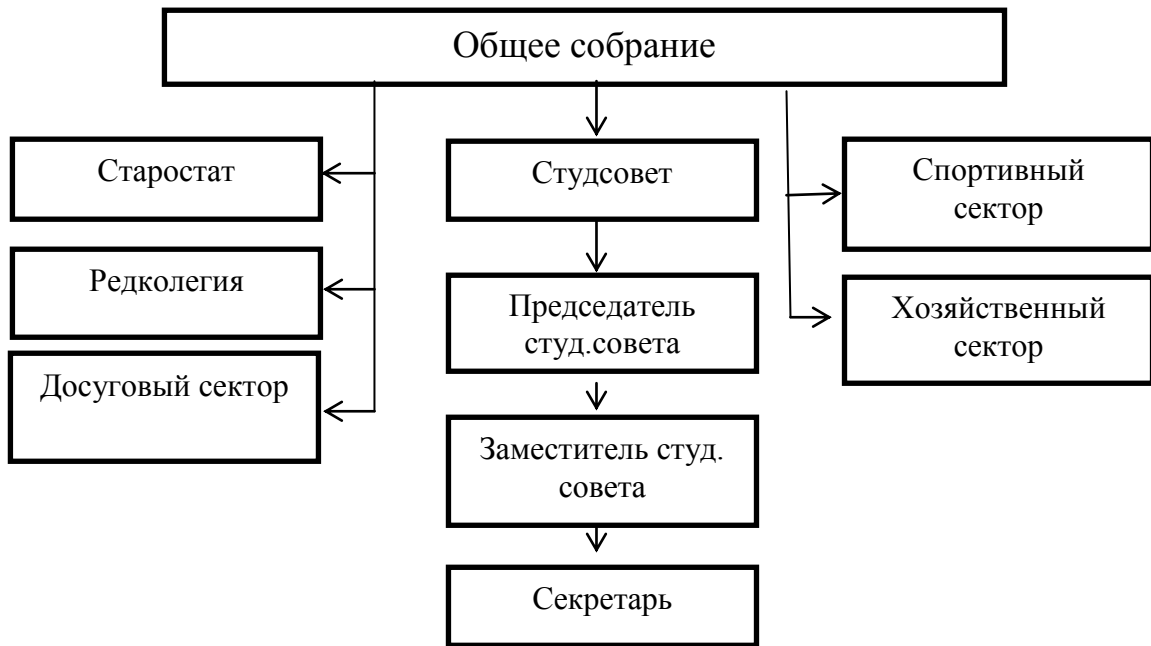 Общее собрание
Старостат
Студсовет
Спортивный
сектор
Редколегия
Председатель
студ.совета
Хозяйственный
сектор
Досуговый сектор
Заместитель студ.
совета
Секретарь